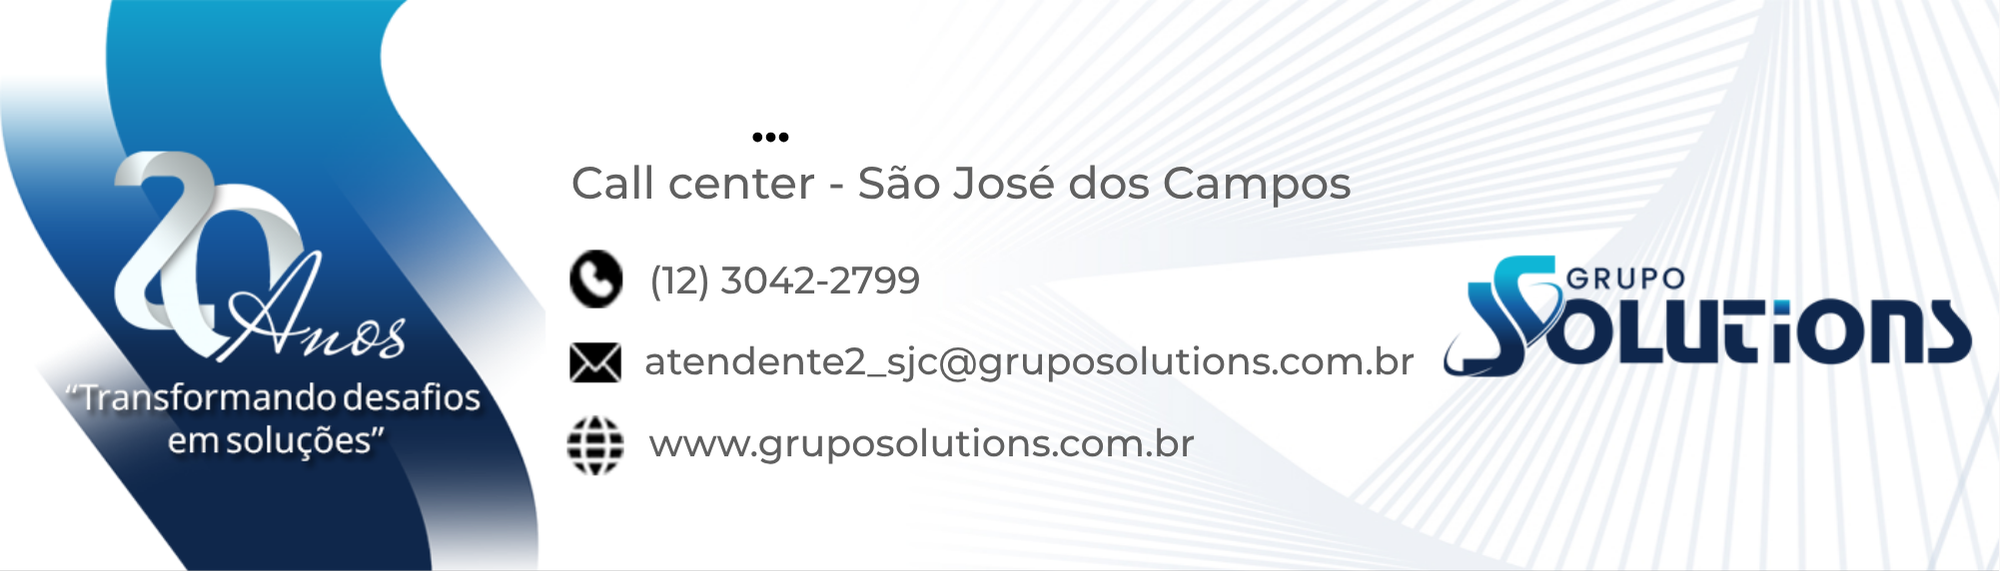 20
Anos
“Transformando desafios
em soluções”
...
Call center - São José dos Campos
(12) 3042-2799
atendente2_sjc@gruposolutions.com.br
www.gruposolutions.com.br
GRUPO
SOLUTIONS